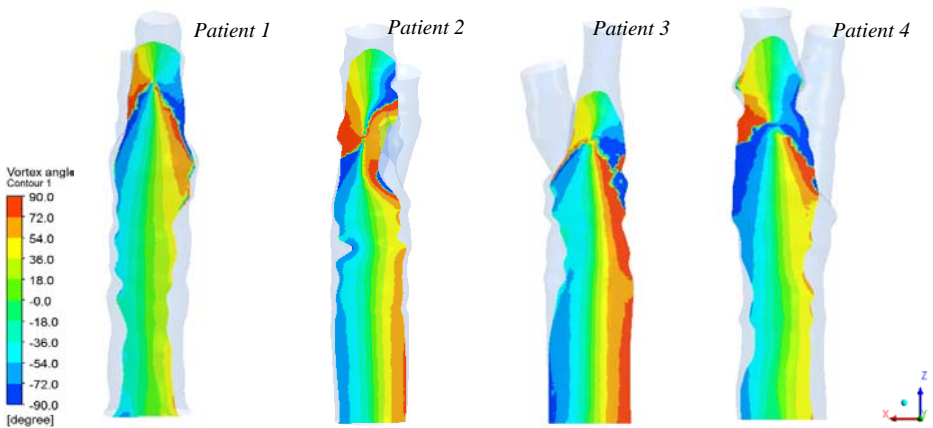 Patient 1
Patient 2
Patient 3
Patient 4
Vortex angle
Contour 1
90.0
72.0
54.0
36.0
18.0
-0.0
-18.0
-36.0
-54.0
-72.0
-90.0
[degree]
Z
X
Y